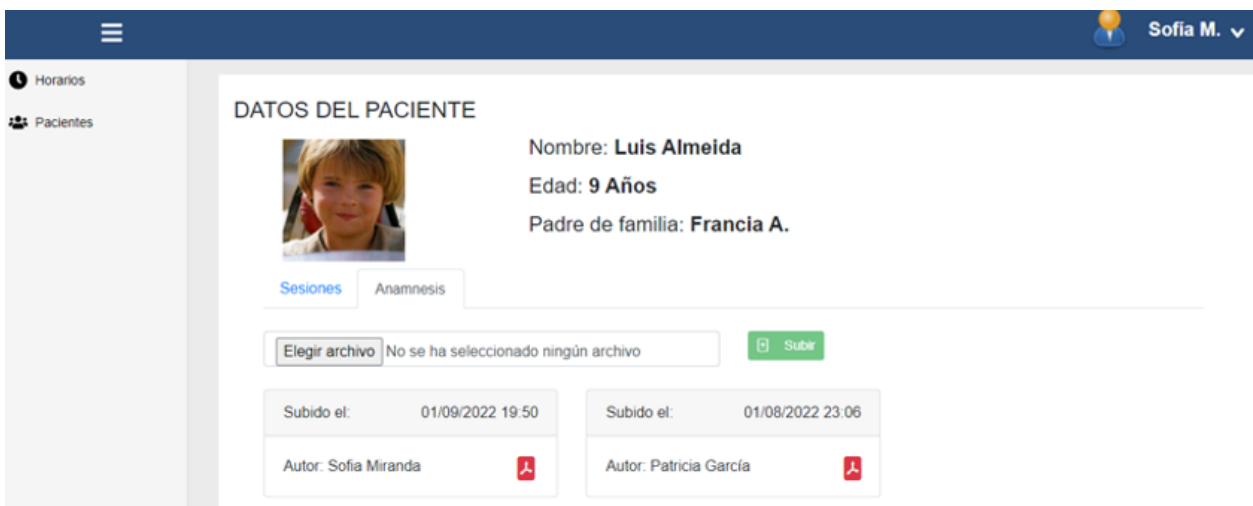 Sofía M.
Horarios
Pacientes
DATOS DEL PACIENTE
Nombre: Luis Almeida
Edad: 9 Años
Padre de familia: Francia A.
Sesiones Anamnesis
Elegir archivo No se ha seleccionado ningún archivo Subir
Subido el: 01/09/2022 19:50 Subido el: 01/08/2022 23:06
Autor: Sofia Miranda Autor: Patricia García